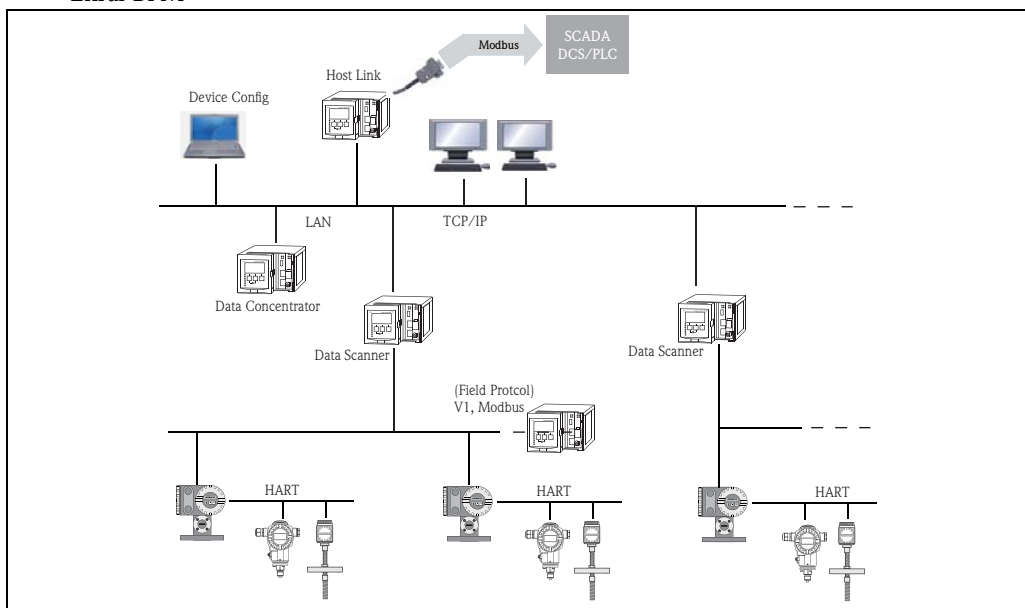 SCADA
DCS/PLC
Modbus
Host Link
Device Config
LAN
TCP/IP
Data Concentrator
Data Scanner
Data Scanner
(Field Protcol)
V1, Modbus
HART
HART
HART